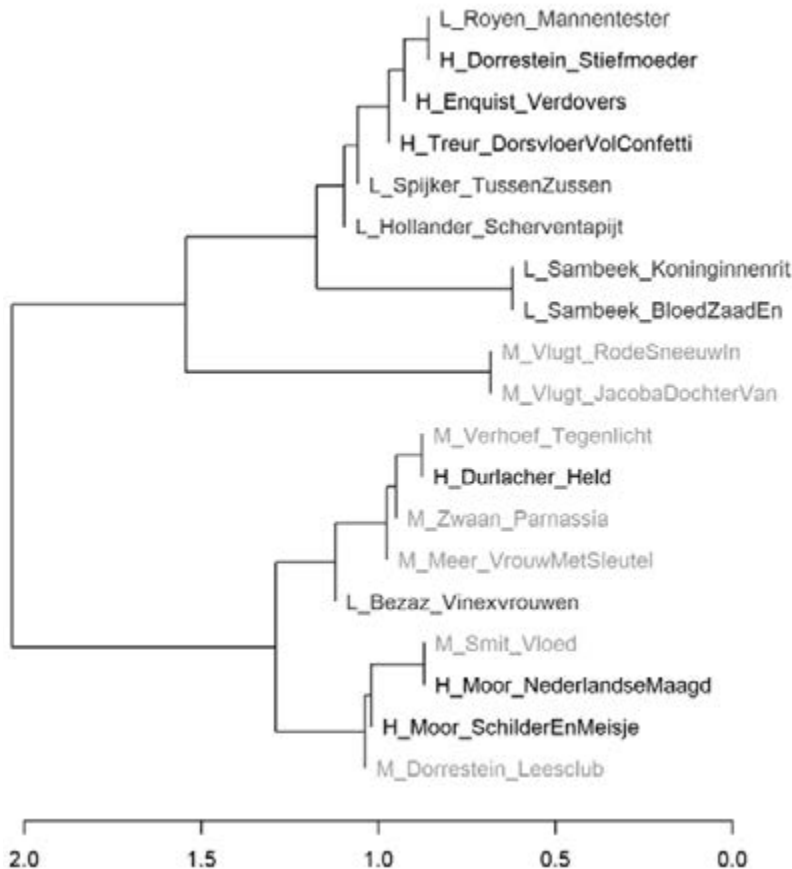 L_Royen_Mannentester
H_Dorrestein_Stiefmoeder
H_Enquist_Verdovers
H_Treur_DorsvloerVolConfetti
L_Spijker_TussenZussen
L_Hollander_Scherventapijt
L_Sambeek_Koninginnenrit
L_Sambeek_BloedZaadEn
M_Vlugt_RodeSneeuwIn
M_Vlugt_JacobaDochterVan
M_Verhoef_Tegenlicht
H_Durlacher_Held
M_Zwaan_Parnassia
M_Meer_VrouwMetSleutel
L_Bezaz_Vinexvrouwen
M_Smit_Vloed
H_Moor_NederlandseMaagd
H_Moor_SchilderEnMeisje
M_Dorrestein_Leesclub
2.0 1.5 1.0 0.5 0.0